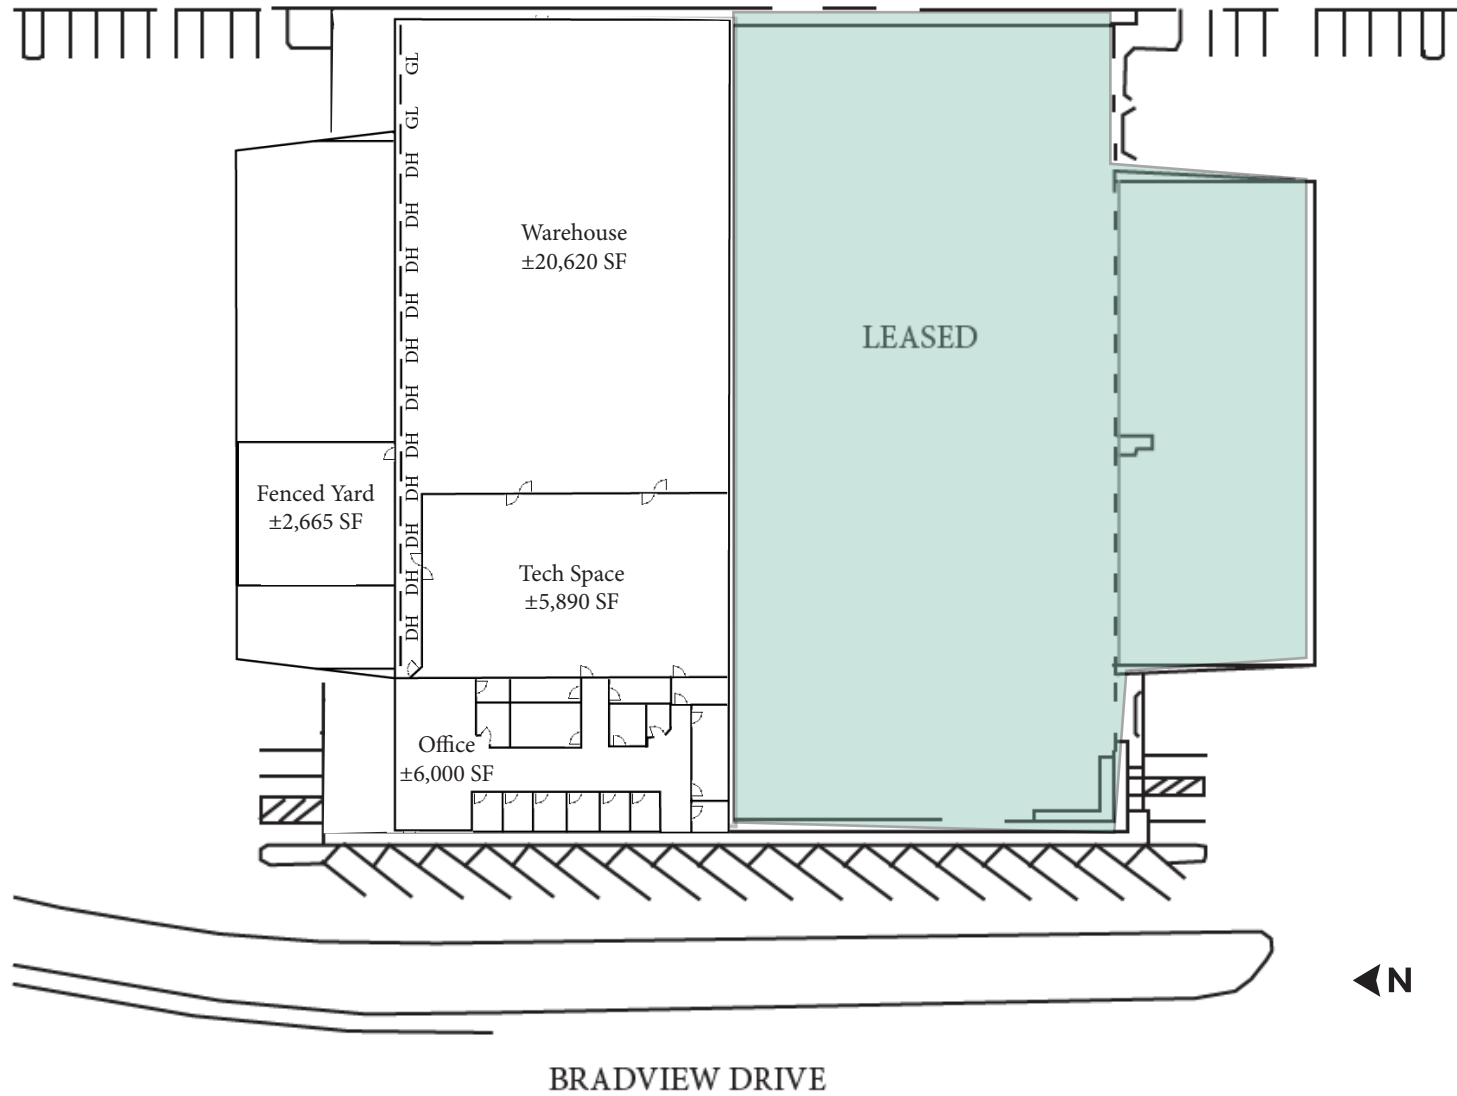 GL
GL
DH
DH
DH
DH
DH
DH
DH
DH
DH
DH
DH
Warehouse
±20,620 SF
LEASED
Fenced Yard
±2,665 SF
Tech Space
±5,890 SF
Office
±6,000 SF
N
BRADVIEW DRIVE